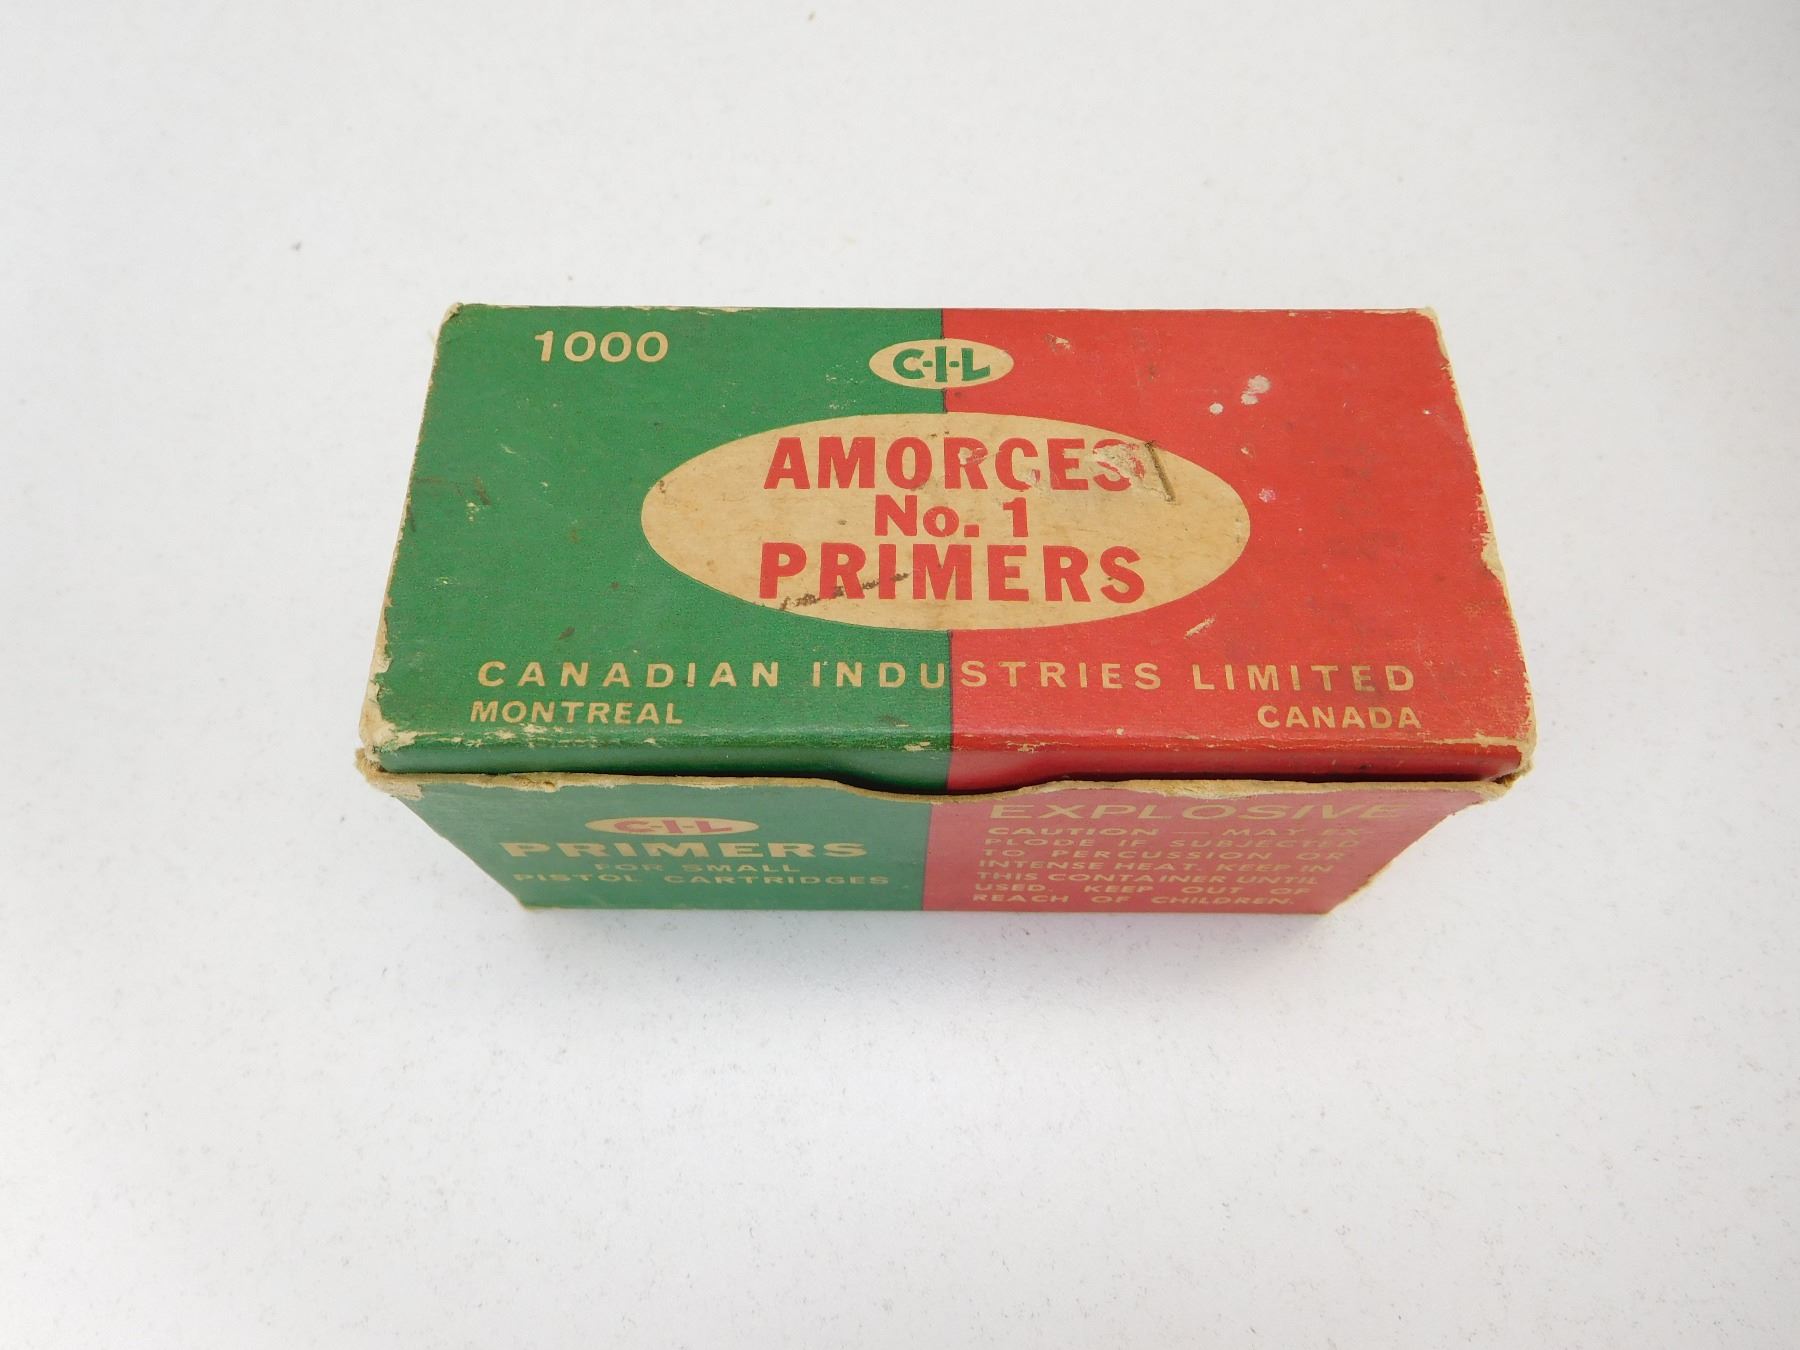 1000
C-I-L
AMORCES
No. 1
PRIMERS
CANADIAN INDUSTRIES LIMITED
MONTREAL CANADA
C-I-L
PRIMERS
FOR SMALL
PISTOL CARTRIDGES
EXPLOSIVE
CAUTION — MAY EX-
PLODE IF SUBJECTED
TO PERCUSSION OR
INTENSE HEAT. KEEP IN
THIS CONTAINER UNTIL
USED. KEEP OUT OF
REACH OF CHILDREN.